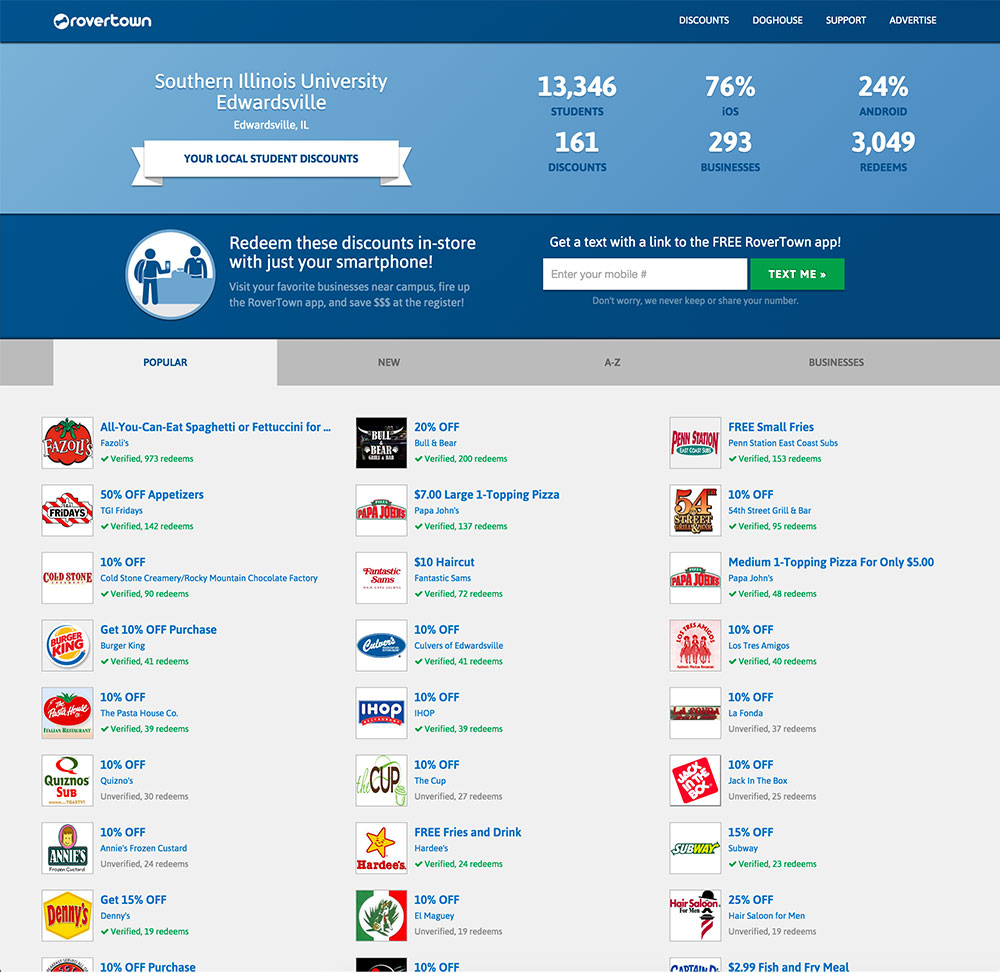 rovertown
DISCOUNTS DOGHOUSE SUPPORT ADVERTISE
Southern Illinois University
Edwardsville
Edwardsville, IL
YOUR LOCAL STUDENT DISCOUNTS
13,346 76% 24%
STUDENTS iOS ANDROID
161 293 3,049
DISCOUNTS BUSINESSES REDEEMS
Redeem these discounts in-store
with just your smartphone!
Visit your favorite businesses near campus, fire up
the RoverTown app, and save $$$ at the register!
Get a text with a link to the FREE RoverTown app!
Enter your mobile # TEXT ME »
Don't worry, we never keep or share your number.
POPULAR NEW A-Z BUSINESSES
FAZOLI'S
All-You-Can-Eat Spaghetti or Fettuccini for ...
Fazoli's
Verified, 973 redeems
BULL & BEAR GRILL & BAR
20% OFF
Bull & Bear
Verified, 200 redeems
PENN STATION EAST COAST SUBS
FREE Small Fries
Penn Station East Coast Subs
Verified, 153 redeems
FRiDAYS
50% OFF Appetizers
TGI Fridays
Verified, 142 redeems
PIZZA PAPA JOHNS
$7.00 Large 1-Topping Pizza
Papa John's
Verified, 137 redeems
54th STREET GRILL & BAR
10% OFF
54th Street Grill & Bar
Verified, 95 redeems
COLD STONE CREAMERY
10% OFF
Cold Stone Creamery/Rocky Mountain Chocolate Factory
Verified, 90 redeems
Fantastic Sams
$10 Haircut
Fantastic Sams
Verified, 72 redeems
PIZZA PAPA JOHNS
Medium 1-Topping Pizza For Only $5.00
Papa John's
Verified, 48 redeems
BURGER KING
Get 10% OFF Purchase
Burger King
Verified, 41 redeems
Culver's
10% OFF
Culvers of Edwardsville
Verified, 41 redeems
LOS TRES AMIGOS
Authentic Mexican Restaurant
10% OFF
Los Tres Amigos
Verified, 40 redeems
The Pasta House Co.
ITALIAN RESTAURANT
10% OFF
The Pasta House Co.
Verified, 39 redeems
IHOP RESTAURANT
10% OFF
IHOP
Verified, 39 redeems
LA FONDA
10% OFF
La Fonda
Unverified, 37 redeems
QUIZNOS SUB
10% OFF
Quizno's
Unverified, 30 redeems
the CUP
10% OFF
The Cup
Unverified, 27 redeems
JACK IN THE BOX
10% OFF
Jack In The Box
Unverified, 25 redeems
ANNIE'S
Frozen Custard
10% OFF
Annie's Frozen Custard
Unverified, 24 redeems
Hardee's
FREE Fries and Drink
Hardee's
Verified, 24 redeems
SUBWAY
15% OFF
Subway
Verified, 23 redeems
Denny's
Get 15% OFF
Denny's
Verified, 19 redeems
10% OFF
El Maguey
Unverified, 19 redeems
Hair Saloon
For Men
25% OFF
Hair Saloon for Men
Unverified, 19 redeems
10% OFF Purchase
10% OFF
CAPTAIN D's
$2.99 Fish and Fry Meal